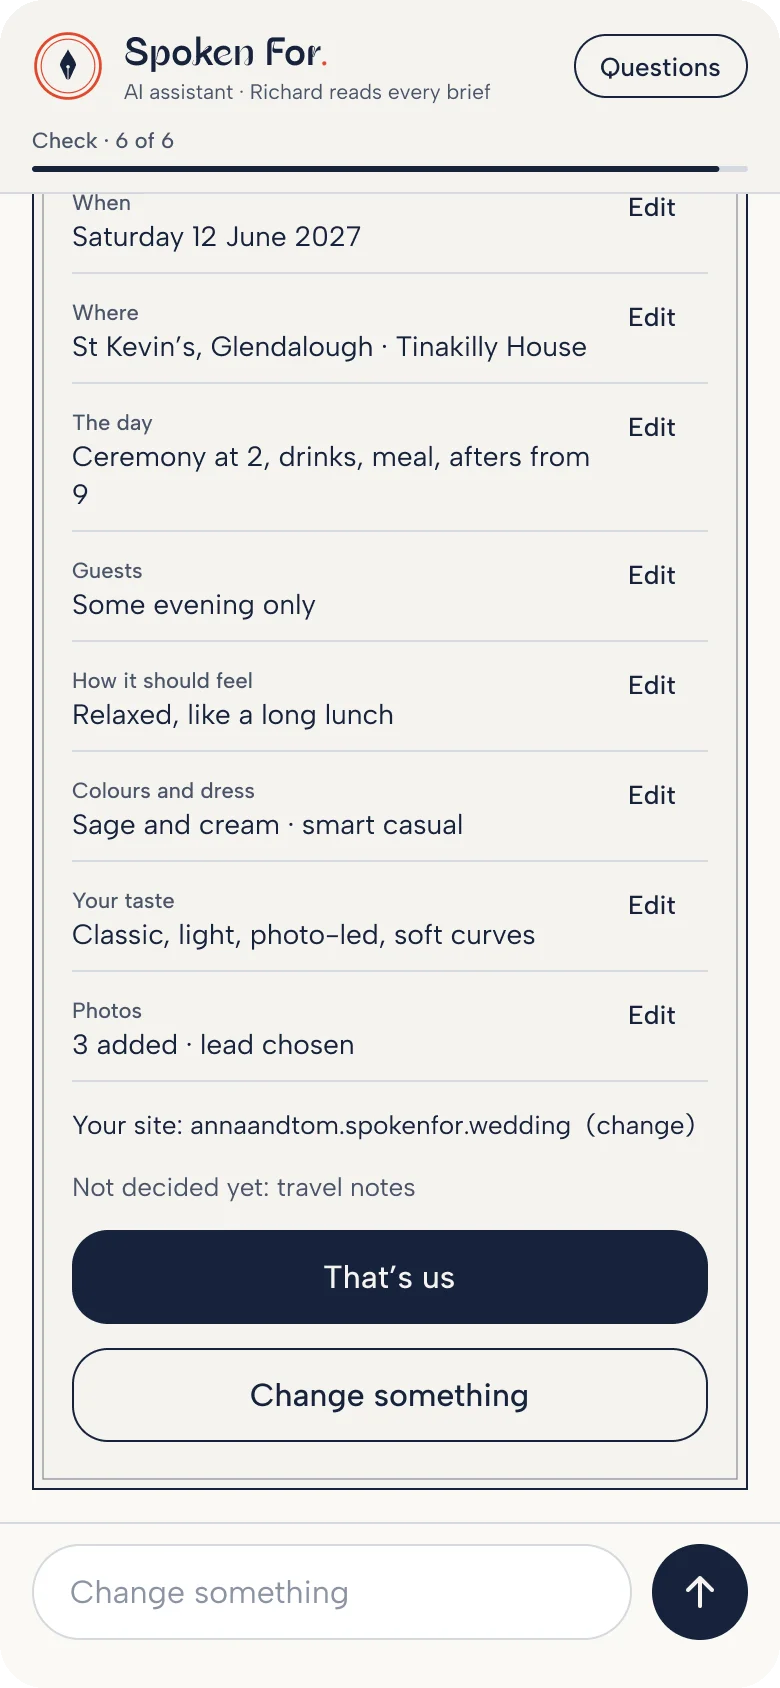 Spoken For.
AI assistant · Richard reads every brief
Questions
Check · 6 of 6
When
Edit
Saturday 12 June 2027
Where
Edit
St Kevin’s, Glendalough · Tinakilly House
The day
Edit
Ceremony at 2, drinks, meal, afters from
9
Guests
Edit
Some evening only
How it should feel
Edit
Relaxed, like a long lunch
Colours and dress
Edit
Sage and cream · smart casual
Your taste
Edit
Classic, light, photo-led, soft curves
Photos
Edit
3 added · lead chosen
Your site: annaandtom.spokenfor.wedding (change)
Not decided yet: travel notes
That’s us
Change something
Change something